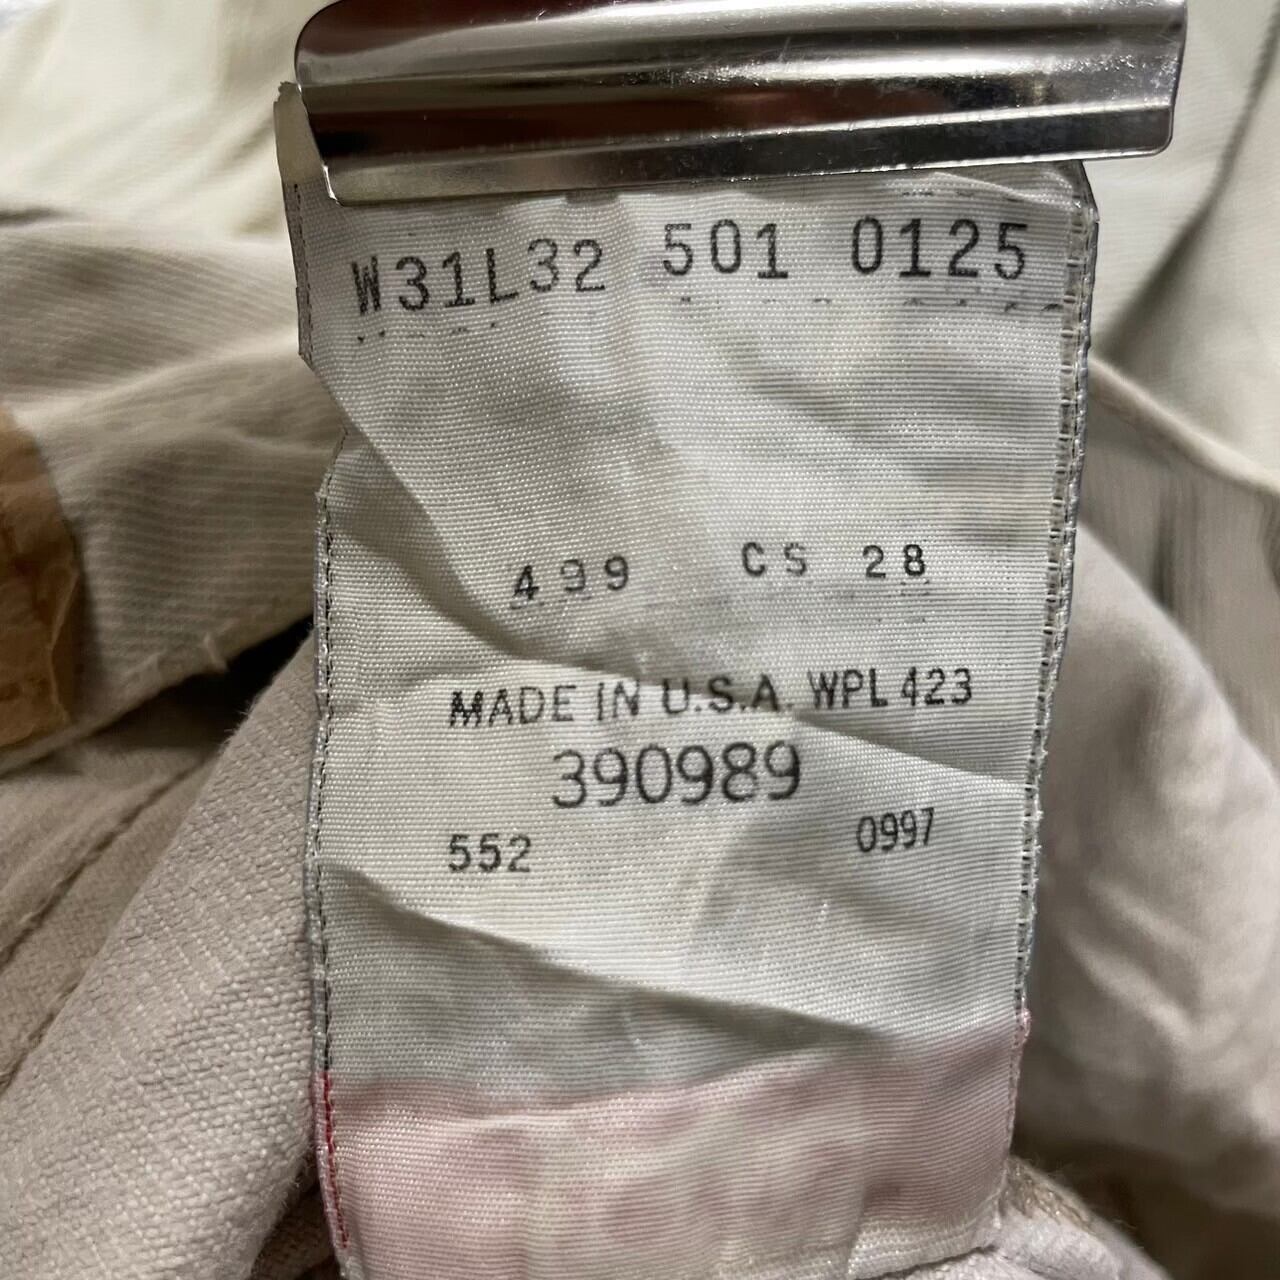 W31L32 501 0125
499 CS 28
MADE IN U.S.A. WPL 423
390989
552 0997